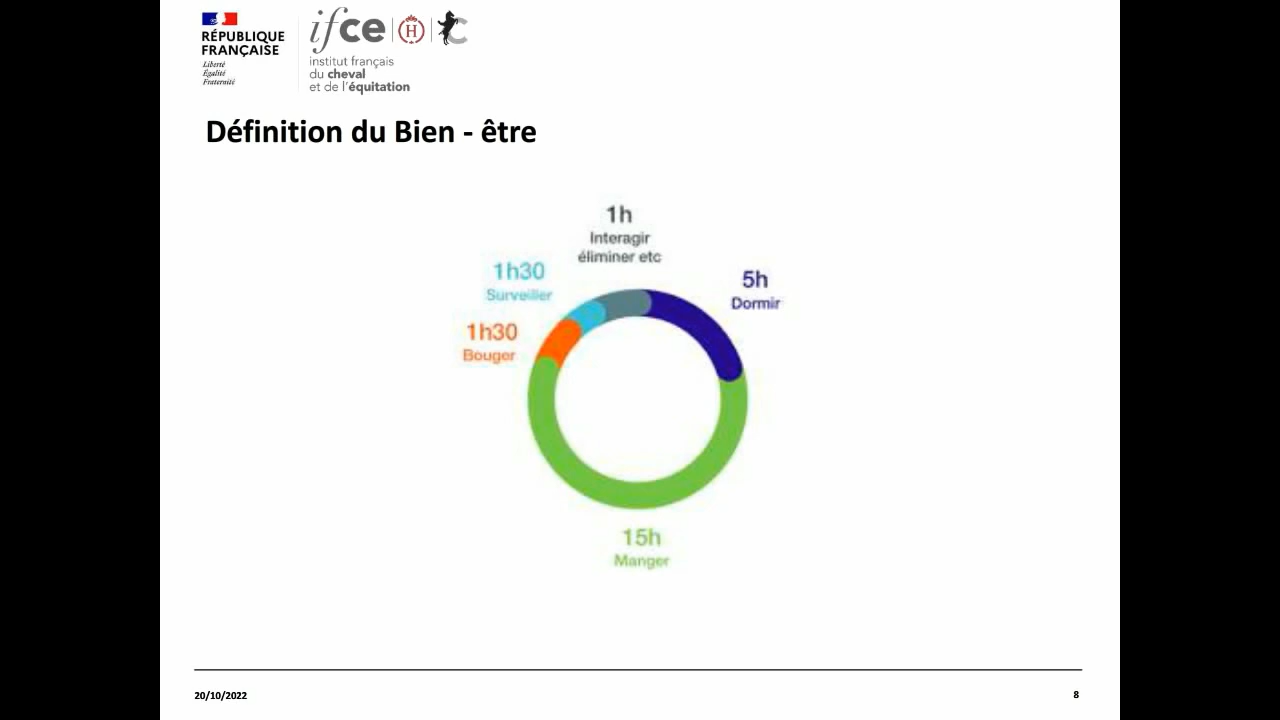 RÉPUBLIQUE
FRANÇAISE
Liberté
Égalité
Fraternité
ifce
H
institut français
du cheval
et de l'équitation
Définition du Bien - être
1h
Interagir
éliminer etc
1h30
Surveiller
5h
Dormir
1h30
Bouger
15h
Manger
20/10/2022
8